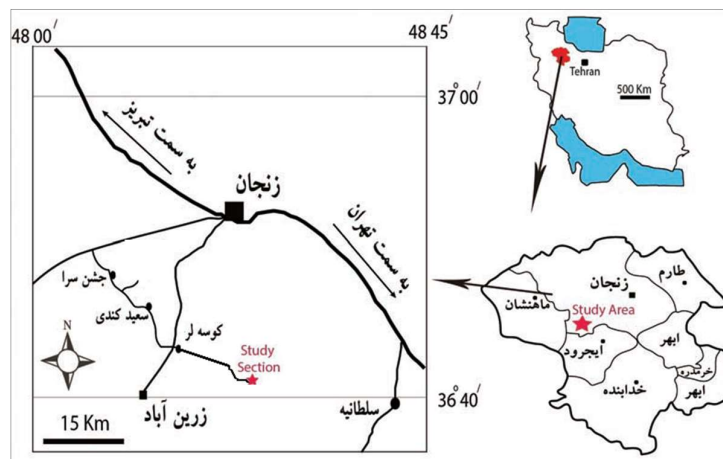 48 00/
48 45/
37° 00/
به سمت تبریز
زنجان
به سمت تهران
جشن سرا
سعید کندی
کوسه لر
Study
Section
N
زرین آباد
سلطانیه
36° 40/
15 Km
Tehran
500 Km
طارم
زنجان
ماهنشان
Study Area
ابهر
ایجرود
خرمدره
خدابنده
ابهر